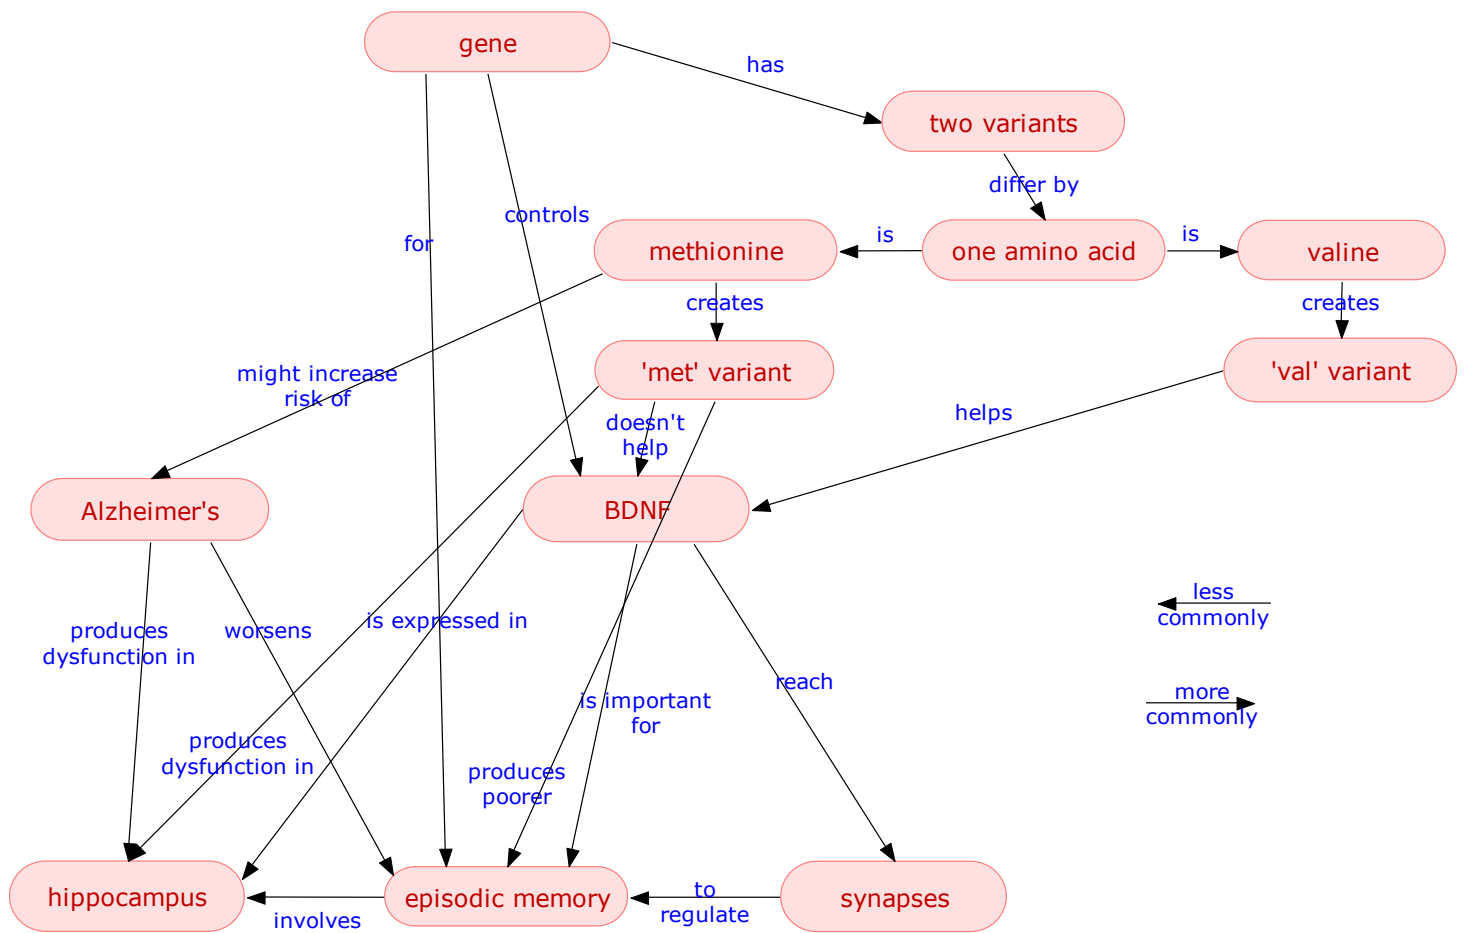 gene
has
two variants
differ by
controls
for
methionine
is
one amino acid
is
valine
creates
creates
might increase
risk of
'met' variant
'val' variant
doesn't
help
helps
Alzheimer's
BDNF
less
commonly
produces
dysfunction in
worsens
is expressed in
reach
is important
for
more
commonly
produces
dysfunction in
produces
poorer
hippocampus
involves
episodic memory
to
regulate
synapses